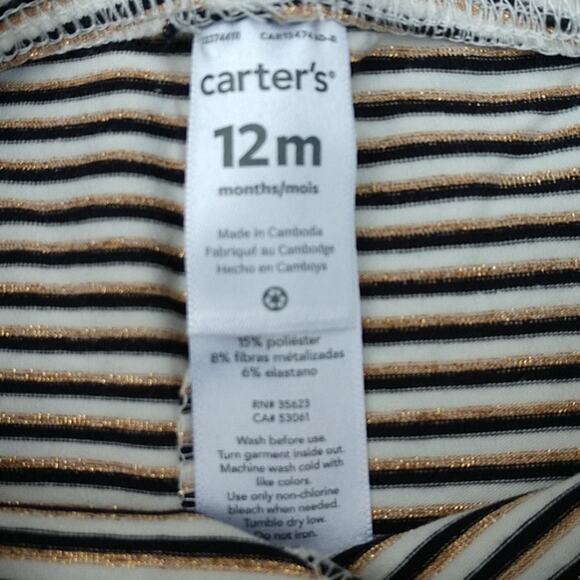 carter's®
12m
months/mois
Made in Cambodia
Fabriqué au Cambodge
Hecho en Camboya
15% poliéster
8% fibras metalizadas
6% elastano
RN# 35623
CA# 53061
Wash before use.
Turn garment inside out.
Machine wash cold with
like colors.
Use only non-chlorine
bleach when needed.
Tumble dry low.
Do not iron.